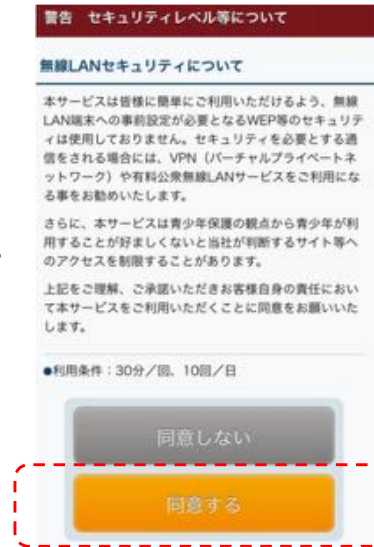 警告 セキュリティレベル等について
無線LANセキュリティについて
本サービスは皆様に簡単にご利用いただけるよう、無線
LAN端末への事前設定が必要となるWEP等のセキュリテ
ィは使用しておりません。セキュリティを必要とする通
信をされる場合には、VPN（バーチャルプライベートネ
ットワーク）や有料公衆無線LANサービスをご利用にな
る事をお勧めいたします。
さらに、本サービスは青少年保護の観点から青少年が利
用することが好ましくないと当社が判断するサイト等へ
のアクセスを制限することがあります。
上記をご理解、ご承諾いただきお客様自身の責任におい
て本サービスをご利用いただくことに同意をお願いいた
します。
●利用条件：30分／回、10回／日
同意しない
同意する